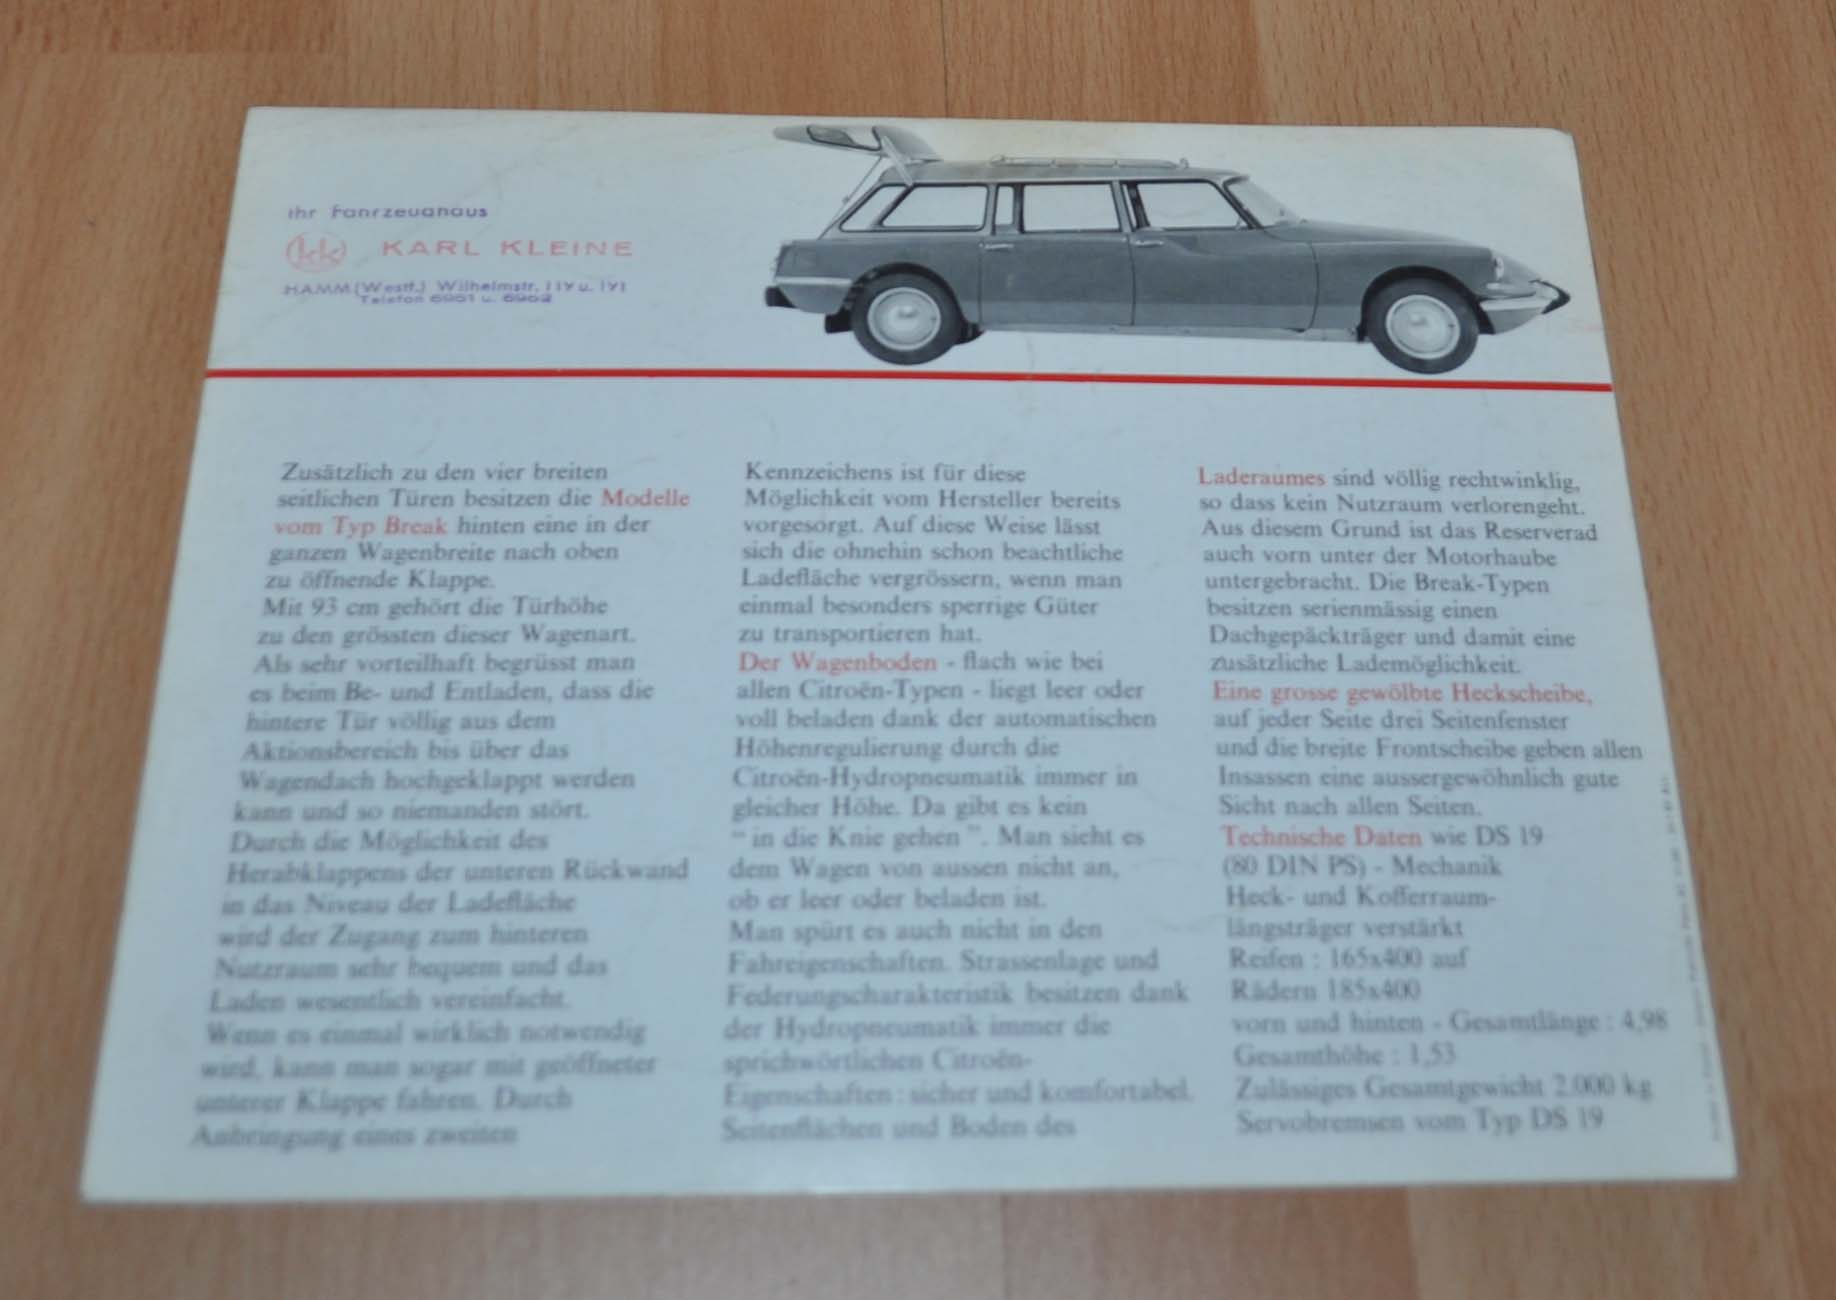 Ihr Fahrzeughaus
kk KARL KLEINE
HAMM (Westf.) Wilhelmstr. 119 u. 191
Telefon 6961 u. 6962
Zusätzlich zu den vier breiten
seitlichen Türen besitzen die Modelle
vom Typ Break hinten eine in der
ganzen Wagenbreite nach oben
zu öffnende Klappe.
Mit 93 cm gehört die Türhöhe
zu den grössten dieser Wagenart.
Als sehr vorteilhaft begrüsst man
es beim Be- und Entladen, dass die
hintere Tür völlig aus dem
Aktionsbereich bis über das
Wagendach hochgeklappt werden
kann und so niemanden stört.
Durch die Möglichkeit des
Herabklappens der unteren Rückwand
in das Niveau der Ladefläche
wird der Zugang zum hinteren
Nutzraum sehr bequem und das
Laden wesentlich vereinfacht.
Wenn es einmal wirklich notwendig
wird, kann man sogar mit geöffneter
unterer Klappe fahren. Durch
Anbringung eines zweiten
Kennzeichens ist für diese
Möglichkeit vom Hersteller bereits
vorgesorgt. Auf diese Weise lässt
sich die ohnehin schon beachtliche
Ladefläche vergrössern, wenn man
einmal besonders sperrige Güter
zu transportieren hat.
Der Wagenboden - flach wie bei
allen Citroën-Typen - liegt leer oder
voll beladen dank der automatischen
Höhenregulierung durch die
Citroën-Hydropneumatik immer in
gleicher Höhe. Da gibt es kein
“ in die Knie gehen ”. Man sieht es
dem Wagen von aussen nicht an,
ob er leer oder beladen ist.
Man spürt es auch nicht in den
Fahreigenschaften. Strassenlage und
Federungscharakteristik besitzen dank
der Hydropneumatik immer die
sprichwörtlichen Citroën-
Eigenschaften : sicher und komfortabel.
Seitenflächen und Boden des
Laderaumes sind völlig rechtwinklig,
so dass kein Nutzraum verlorengeht.
Aus diesem Grund ist das Reserverad
auch vorn unter der Motorhaube
untergebracht. Die Break-Typen
besitzen serienmässig einen
Dachgepäckträger und damit eine
zusätzliche Lademöglichkeit.
Eine grosse gewölbte Heckscheibe,
auf jeder Seite drei Seitenfenster
und die breite Frontscheibe geben allen
Insassen eine aussergewöhnlich gute
Sicht nach allen Seiten.
Technische Daten wie DS 19
(80 DIN PS) - Mechanik
Heck- und Kofferraum-
längsträger verstärkt
Reifen : 165x400 auf
Rädern 185x400
vorn und hinten - Gesamtlänge : 4,98
Gesamthöhe : 1,53
Zulässiges Gesamtgewicht 2.000 kg
Servobremsen vom Typ DS 19